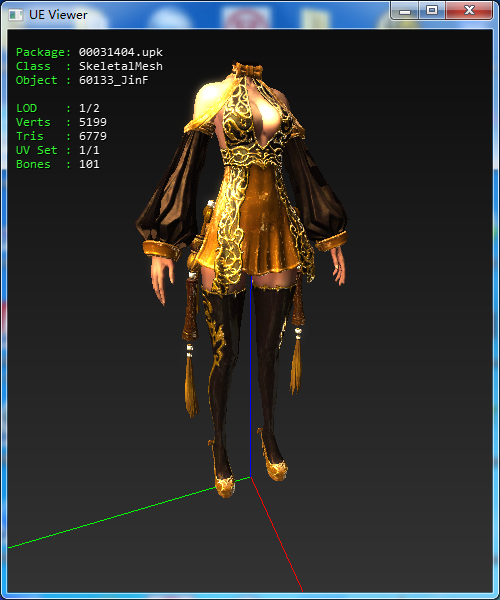 UE Viewer
Package: 00031404.upk
Class : SkeletalMesh
Object : 60133_JinF
LOD : 1/2
Verts : 5199
Tris : 6779
UV Set : 1/1
Bones : 101